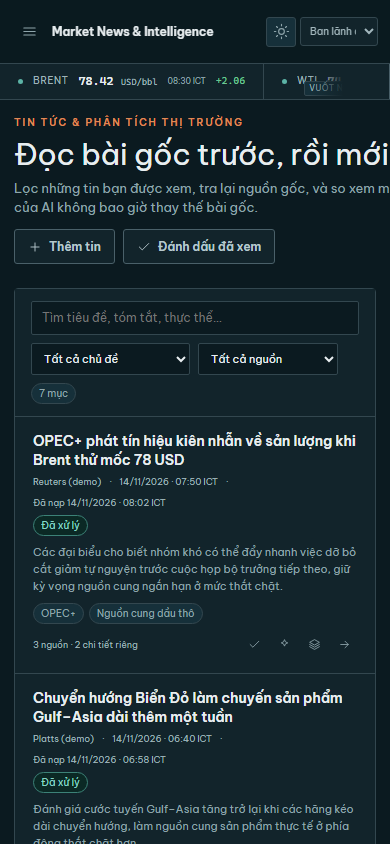 Market News & Intelligence
Ban lãnh
BRENT 78.42 USD/bbl 08:30 ICT +2.06
WTI
VUỐT
TIN TỨC & PHÂN TÍCH THỊ TRƯỜNG
Đọc bài gốc trước, rồi mới
Lọc những tin bạn được xem, tra lại nguồn gốc, và so xem
của AI không bao giờ thay thế bài gốc.
Thêm tin
Đánh dấu đã xem
Tìm tiêu đề, tóm tắt, thực thể...
Tất cả chủ đề
Tất cả nguồn
7 mục
OPEC+ phát tín hiệu kiên nhẫn về sản lượng khi
Brent thử mốc 78 USD
Reuters (demo) · 14/11/2026 · 07:50 ICT ·
Đã nạp 14/11/2026 · 08:02 ICT
Đã xử lý
Các đại biểu cho biết nhóm khó có thể đẩy nhanh việc dỡ bỏ
cắt giảm tự nguyện trước cuộc họp bộ trưởng tiếp theo, giữ
kỳ vọng nguồn cung ngắn hạn ở mức thắt chặt.
OPEC+
Nguồn cung dầu thô
3 nguồn · 2 chi tiết riêng
Chuyển hướng Biển Đỏ làm chuyến sản phẩm
Gulf–Asia dài thêm một tuần
Platts (demo) · 14/11/2026 · 06:40 ICT ·
Đã nạp 14/11/2026 · 06:58 ICT
Đã xử lý
Đánh giá cước tuyến Gulf–Asia tăng trở lại khi các hãng kéo
dài chuyển hướng, làm nguồn cung sản phẩm thực tế ở phía
đông thắt chặt hơn.